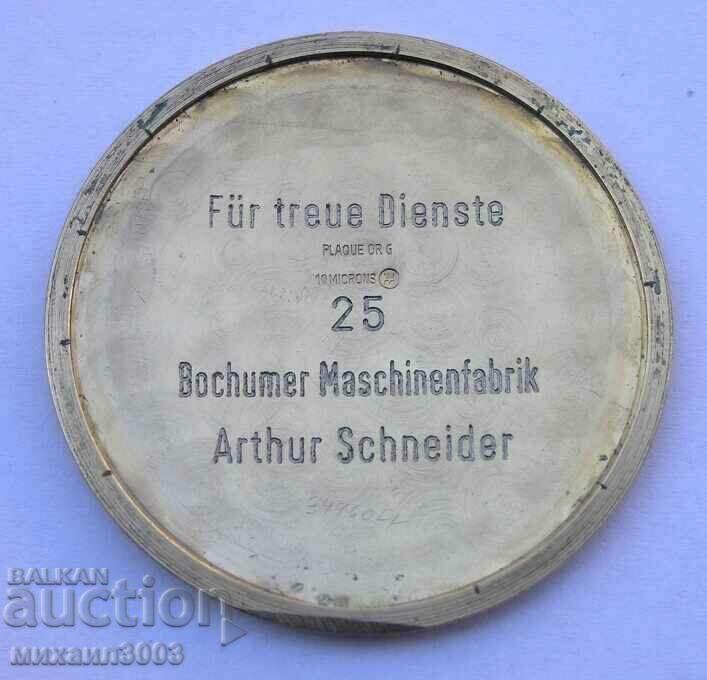 Für treue Dienste
PLAQUE OR G
10 MICRONS
25
Bochumer Maschinenfabrik
Arthur Schneider
BALKAN
auction
михаил3003